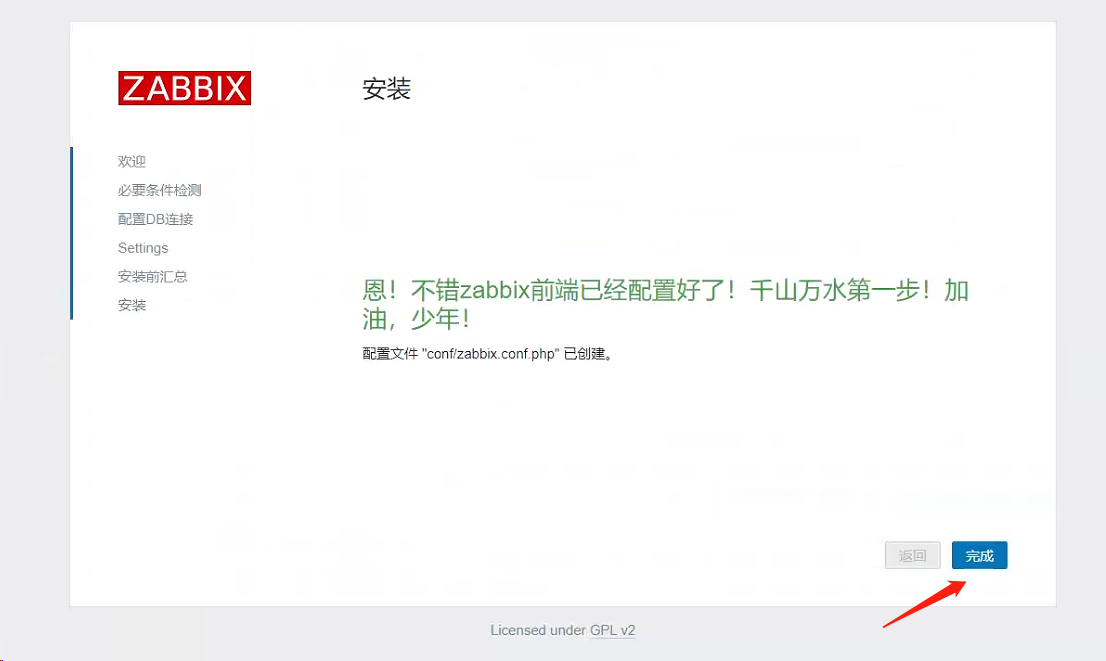 ZABBIX
安装
欢迎
必要条件检测
配置DB连接
Settings
安装前汇总
安装
恩！不错zabbix前端已经配置好了！千山万水第一步！加
油，少年！
配置文件 "conf/zabbix.conf.php" 已创建。
返回
完成
Licensed under GPL v2